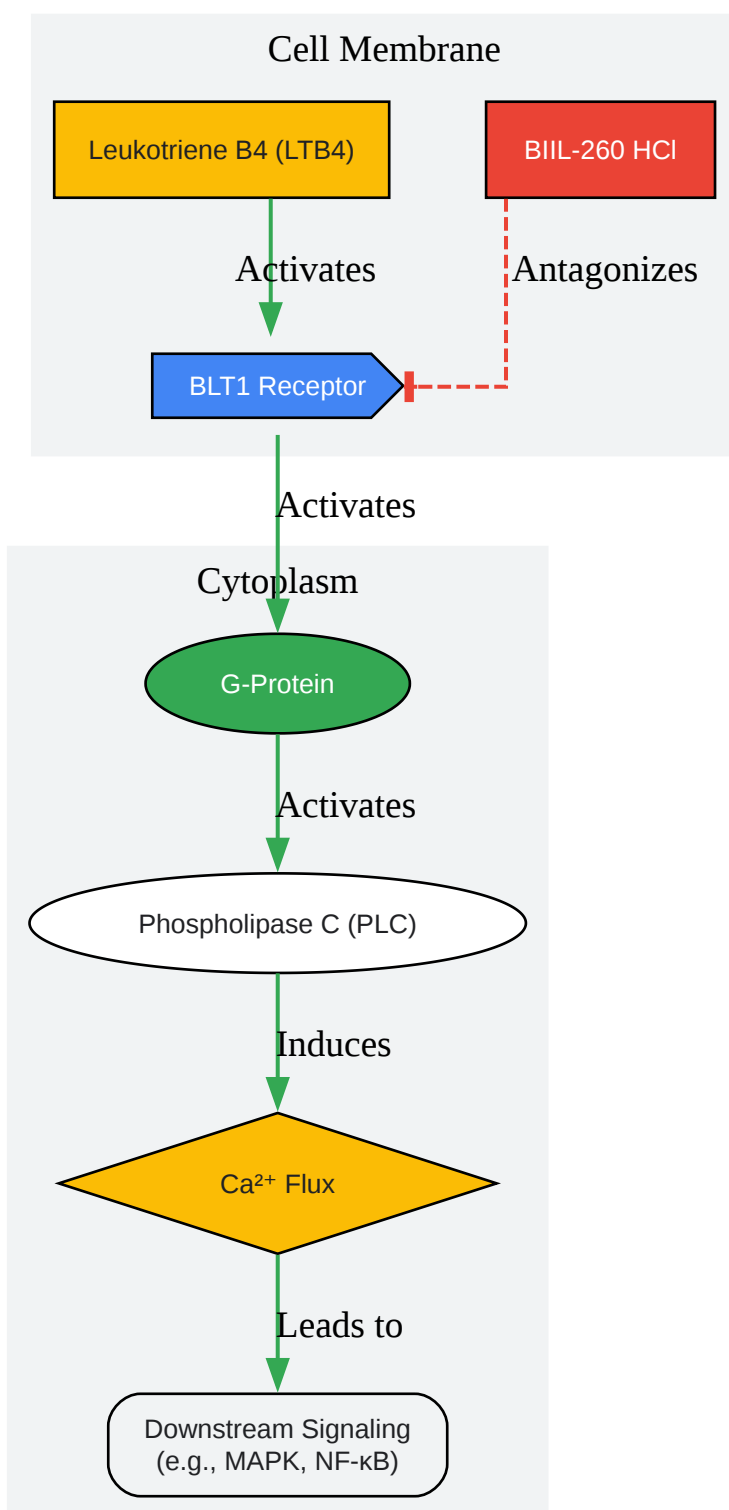 Cell Membrane
Leukotriene B4 (LTB4)
BIIL-260 HCl
Activates
Antagonizes
BLT1 Receptor
Activates
Cytoplasm
G-Protein
Activates
Phospholipase C (PLC)
Induces
Ca²⁺ Flux
Leads to
Downstream Signaling
(e.g., MAPK, NF-κB)